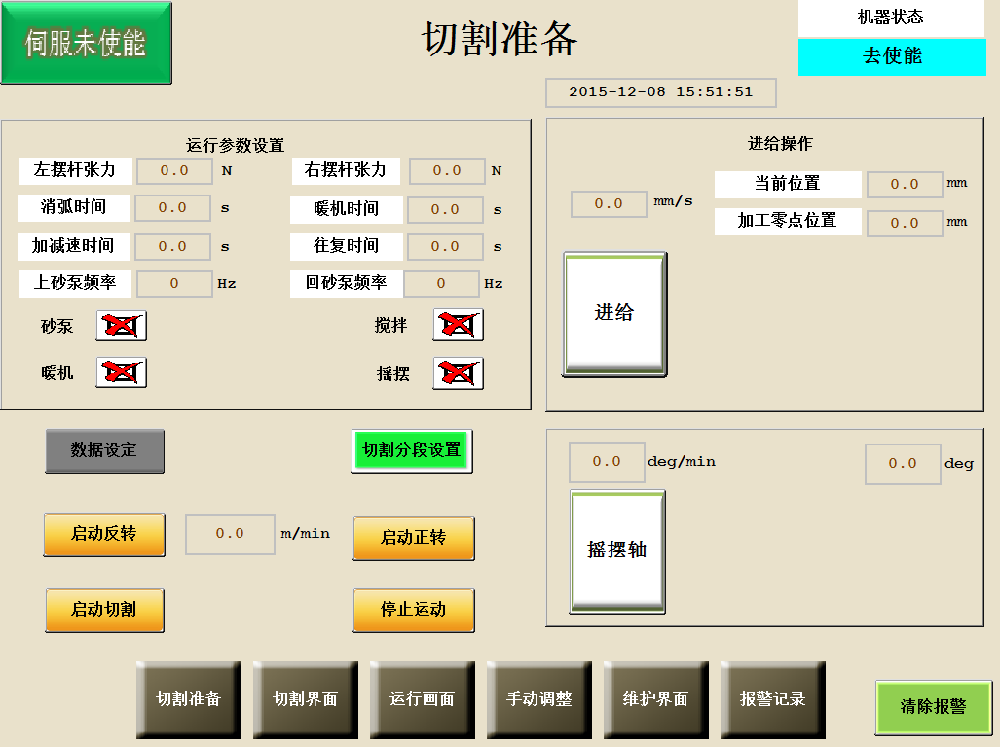 伺服未使能
切割准备
机器状态
去使能
2015-12-08 15:51:51
运行参数设置
左摆杆张力 0.0 N 右摆杆张力 0.0 N
消弧时间 0.0 s 暖机时间 0.0 s
加减速时间 0.0 s 往复时间 0.0 s
上砂泵频率 0 Hz 回砂泵频率 0 Hz
砂泵 搅拌
暖机 摇摆
进给操作
0.0 mm/s
当前位置 0.0 mm
加工零点位置 0.0 mm
进给
数据设定 切割分段设置
启动反转 0.0 m/min 启动正转
启动切割 停止运动
0.0 deg/min 0.0 deg
摇摆轴
切割准备 切割界面 运行画面 手动调整 维护界面 报警记录 清除报警